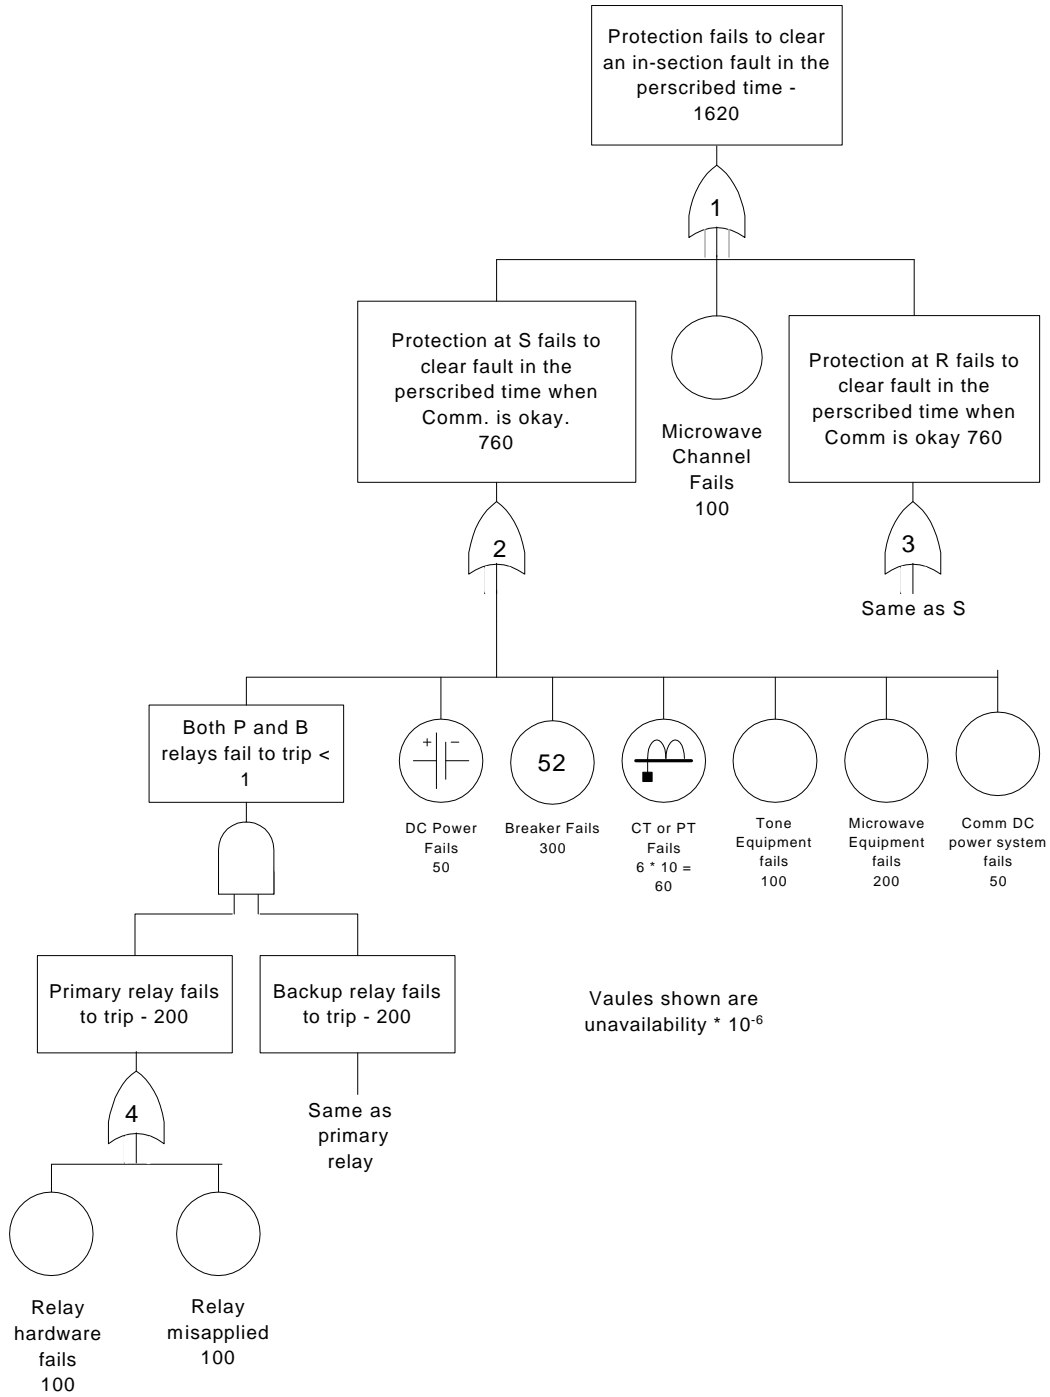 Protection fails to clear
an in-section fault in the
perscribed time -
1620
1
Protection at S fails to
clear fault in the
perscribed time when
Comm. is okay.
760
Microwave
Channel
Fails
100
Protection at R fails to
clear fault in the
perscribed time when
Comm is okay 760
2
3
Same as S
Both P and B
relays fail to trip <
1
+ −
DC Power
Fails
50
52
Breaker Fails
300
CT or PT
Fails
6 * 10 =
60
Tone
Equipment
fails
100
Microwave
Equipment
fails
200
Comm DC
power system
fails
50
Primary relay fails
to trip - 200
Backup relay fails
to trip - 200
Vaules shown are
unavailability * 10⁻⁶
4
Same as
primary
relay
Relay
hardware
fails
100
Relay
misapplied
100